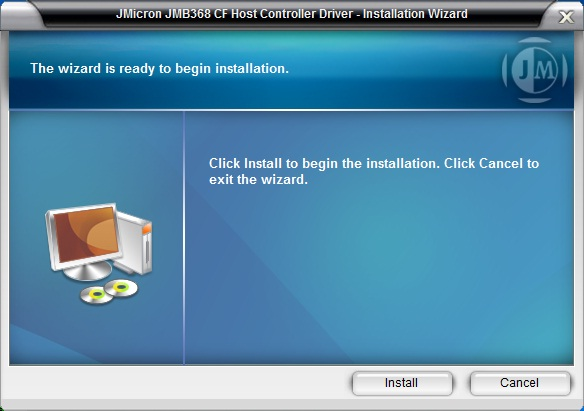 JMicron JMB368 CF Host Controller Driver - Installation Wizard
The wizard is ready to begin installation.
JM
Click Install to begin the installation. Click Cancel to
exit the wizard.
Install
Cancel